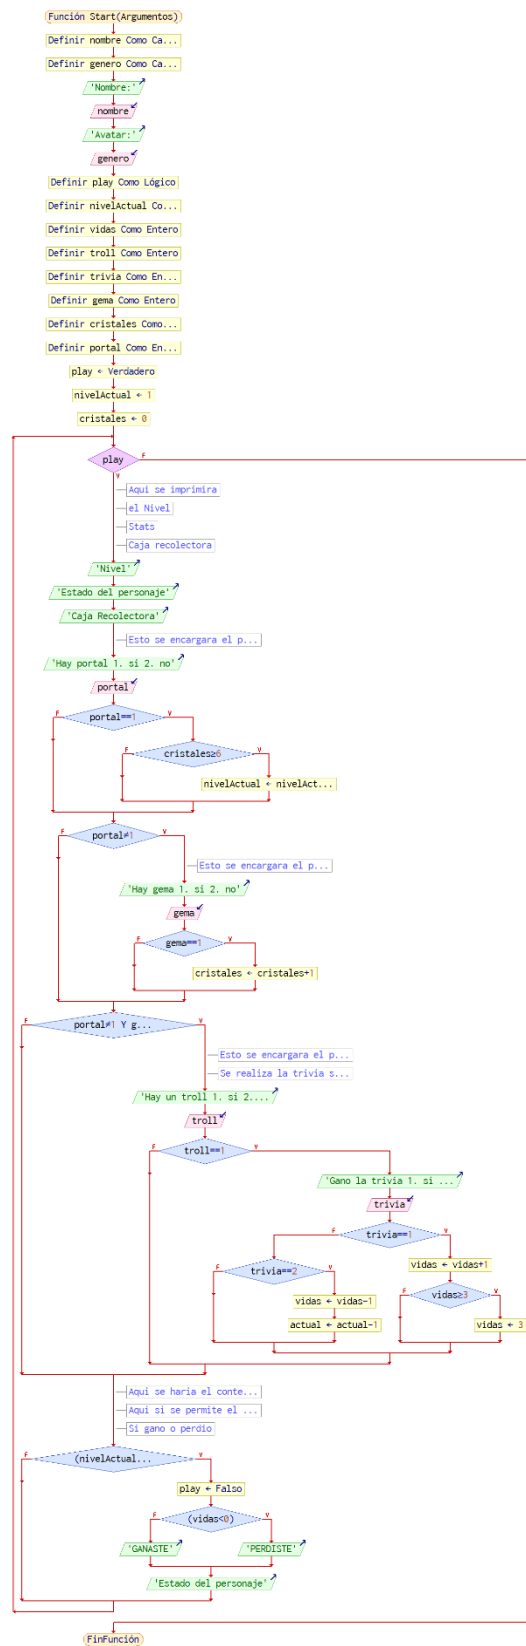 Función Start(Argumentos)
Definir nombre Como Ca...
Definir genero Como Ca...
'Nombre:'
nombre
'Avatar:'
genero
Definir play Como Lógico
Definir nivelActual Co...
Definir vidas Como Entero
Definir troll Como Entero
Definir trivia Como En...
Definir gema Como Entero
Definir cristales Como...
Definir portal Como En...
play ← Verdadero
nivelActual ← 1
cristales ← 0
play
F
V
Aqui se imprimira
el Nivel
Stats
Caja recolectora
'Nivel'
'Estado del personaje'
'Caja Recolectora'
Esto se encargara el p...
'Hay portal 1. si 2. no'
portal
F portal==1 V
F cristales≥6 V
nivelActual ← nivelAct...
F portal≠1 V
Esto se encargara el p...
'Hay gema 1. si 2. no'
gema
F gema==1 V
cristales ← cristales+1
F portal≠1 Y g... V
Esto se encargara el p...
Se realiza la trivia s...
'Hay un troll 1. si 2....
troll
F troll==1 V
'Gano la trivia 1. si ...
trivia
F trivia==1 V
vidas ← vidas+1
F trivia==2 V
F vidas≥3 V
vidas ← vidas-1
actual ← actual-1
vidas ← 3
Aqui se haria el conte...
Aqui si se permite el ...
Si gano o perdio
F (nivelActual... V
play ← Falso
F (vidas<0) V
'GANASTE' 'PERDISTE'
'Estado del personaje'
FinFunción